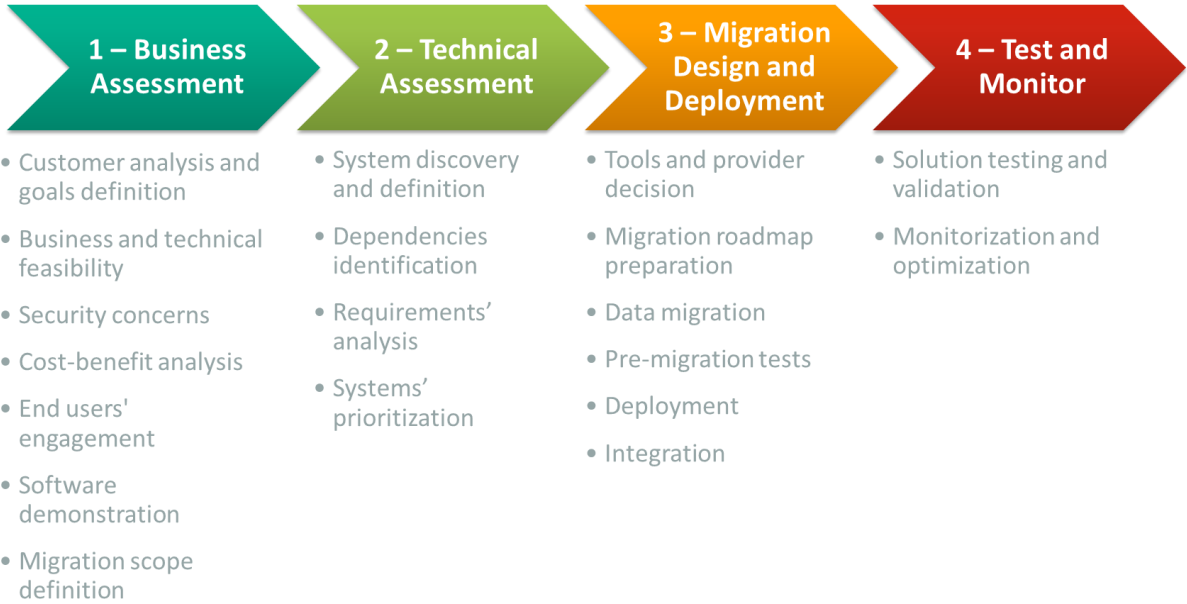 1 – Business
Assessment
• Customer analysis and
goals definition
• Business and technical
feasibility
• Security concerns
• Cost-benefit analysis
• End users'
engagement
• Software
demonstration
• Migration scope
definition
2 – Technical
Assessment
• System discovery
and definition
• Dependencies
identification
• Requirements’
analysis
• Systems’
prioritization
3 – Migration
Design and
Deployment
• Tools and provider
decision
• Migration roadmap
preparation
• Data migration
• Pre-migration tests
• Deployment
• Integration
4 – Test and
Monitor
• Solution testing and
validation
• Monitorization and
optimization